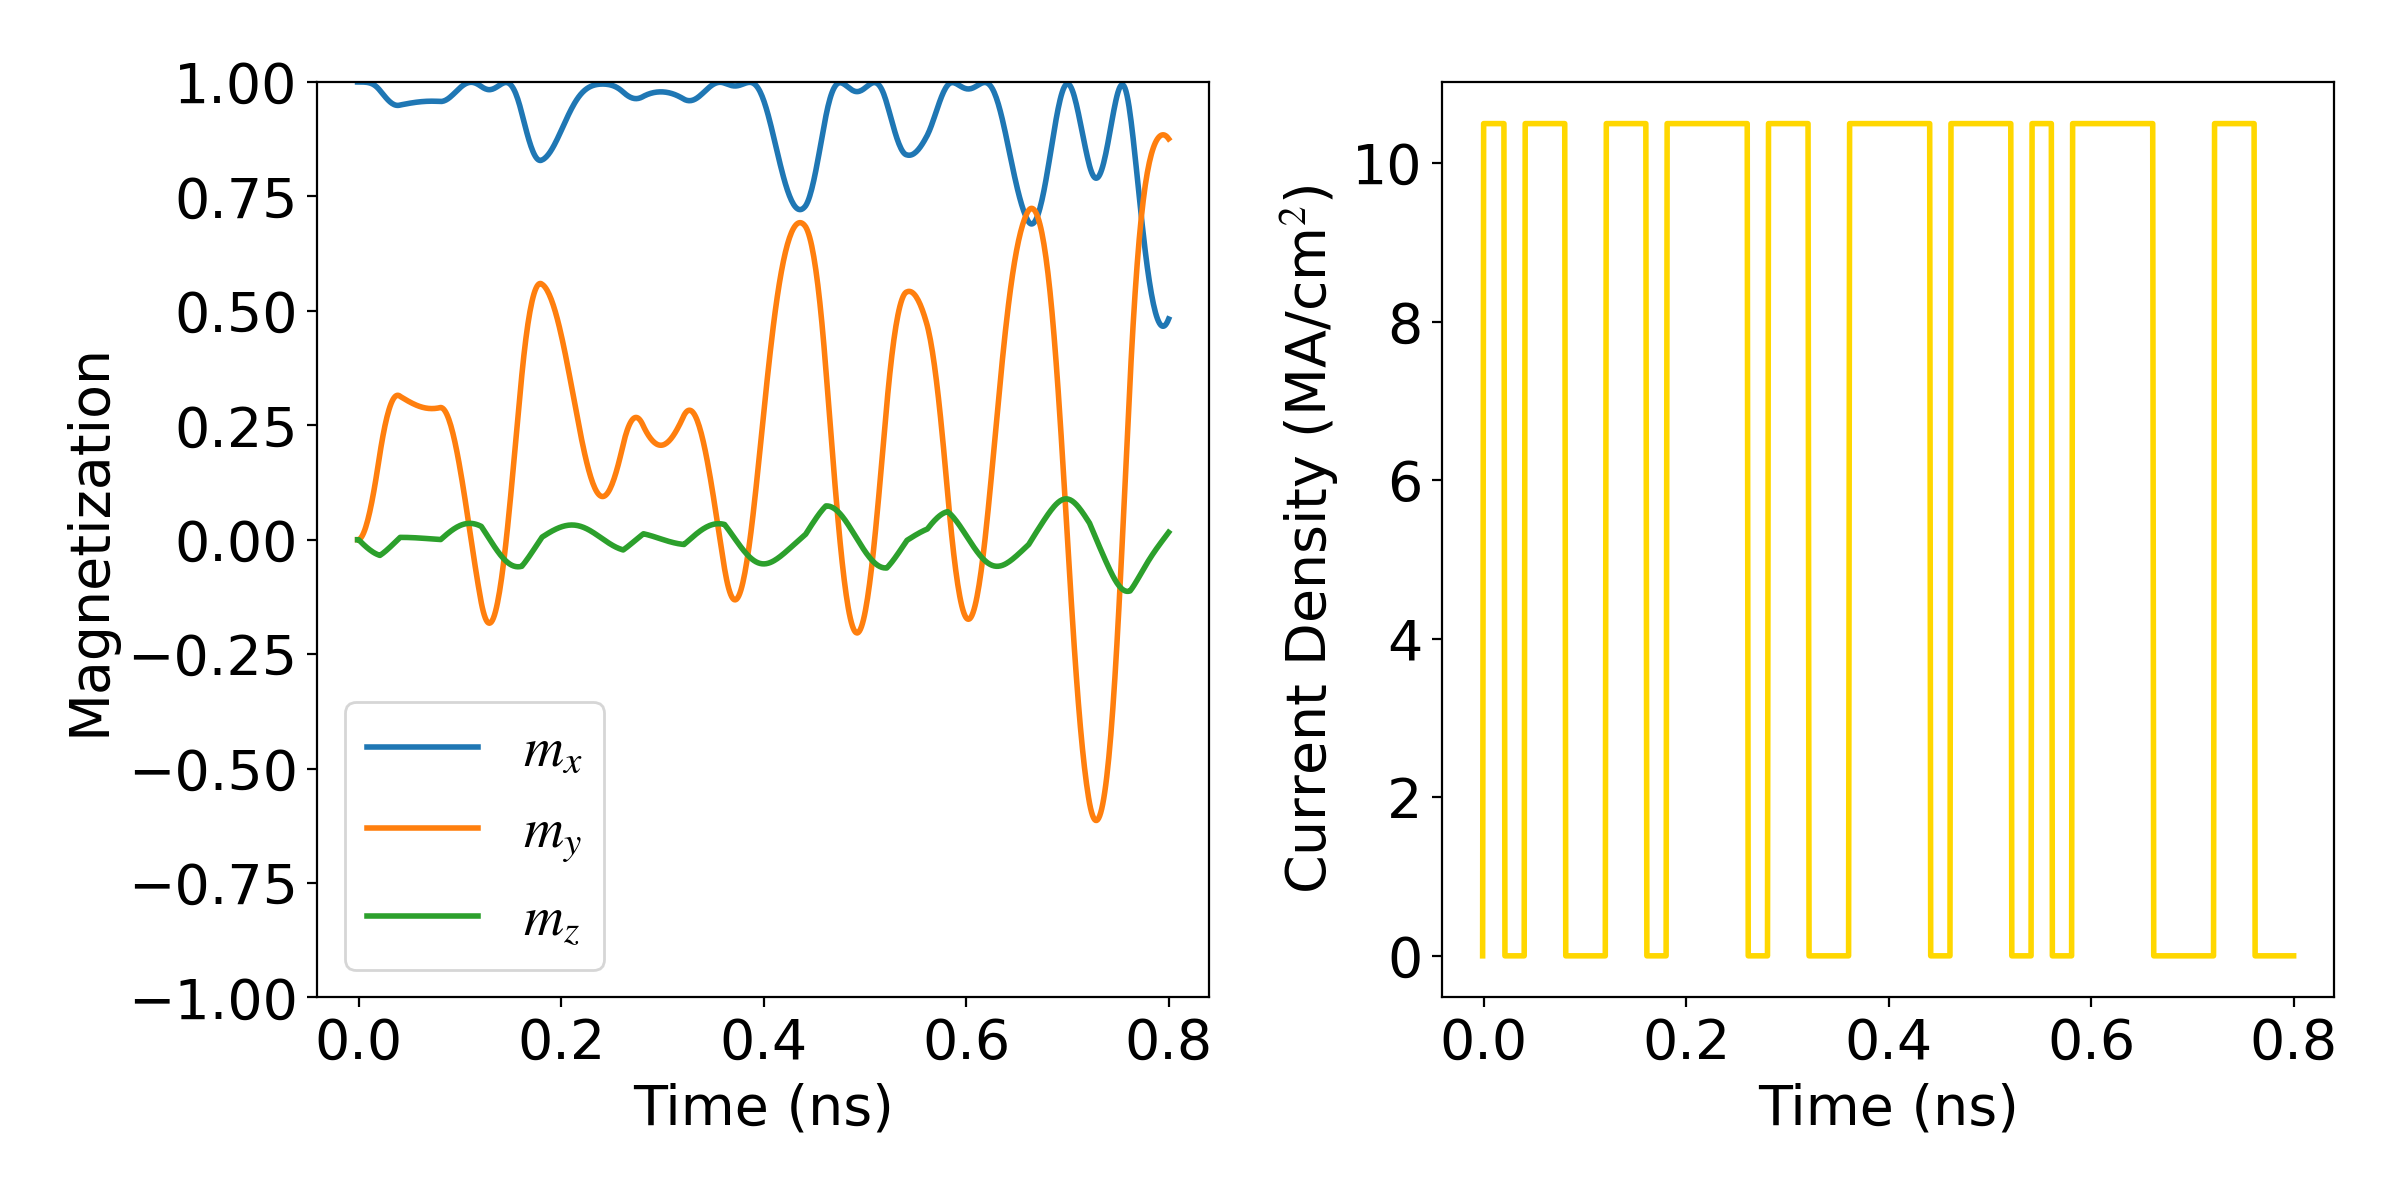 1.00
0.75
0.50
0.25
0.00
−0.25
−0.50
−0.75
−1.00
Magnetization
m_x
m_y
m_z
0.0 0.2 0.4 0.6 0.8
Time (ns)
10
8
6
4
2
0
Current Density (MA/cm²)
0.0 0.2 0.4 0.6 0.8
Time (ns)